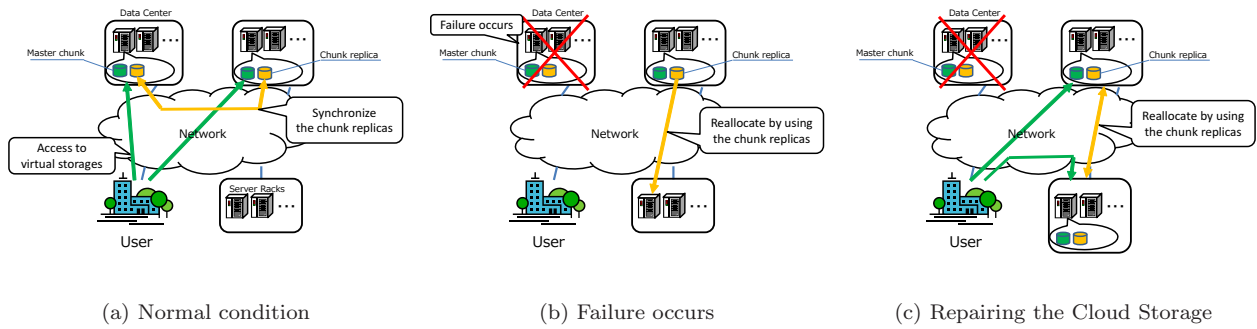 Data Center
...
...
Master chunk
Chunk replica
Synchronize
the chunk replicas
Network
Access to
virtual storages
Server Racks
...
User
(a) Normal condition
Data Center
Failure occurs
...
...
Master chunk
Chunk replica
Network
Reallocate by using
the chunk replicas
...
User
(b) Failure occurs
Data Center
...
...
Master chunk
Chunk replica
Network
Reallocate by using
the chunk replicas
...
User
(c) Repairing the Cloud Storage